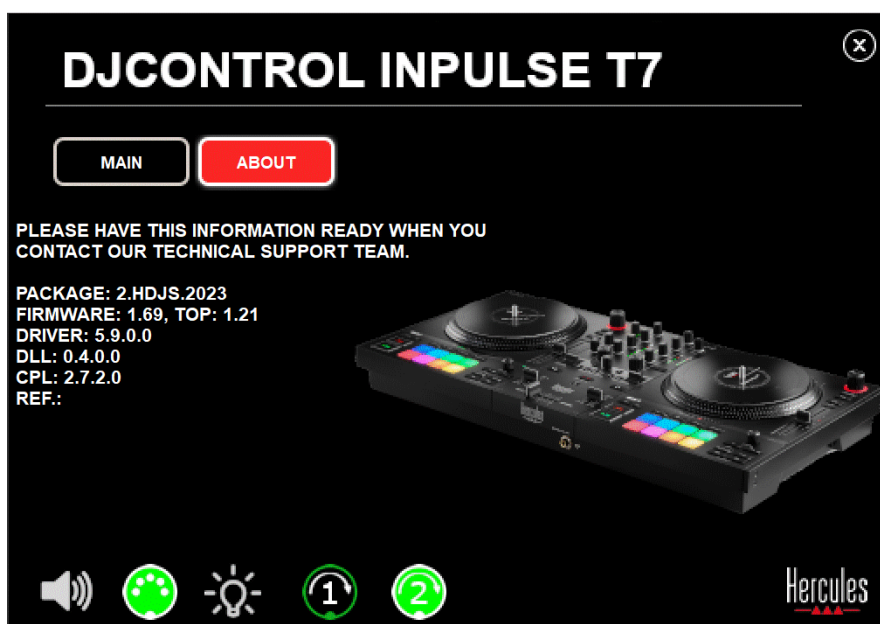 DJCONTROL INPULSE T7
MAIN
ABOUT
PLEASE HAVE THIS INFORMATION READY WHEN YOU
CONTACT OUR TECHNICAL SUPPORT TEAM.
PACKAGE: 2.HDJS.2023
FIRMWARE: 1.69, TOP: 1.21
DRIVER: 5.9.0.0
DLL: 0.4.0.0
CPL: 2.7.2.0
REF.:
1
2
Hercules